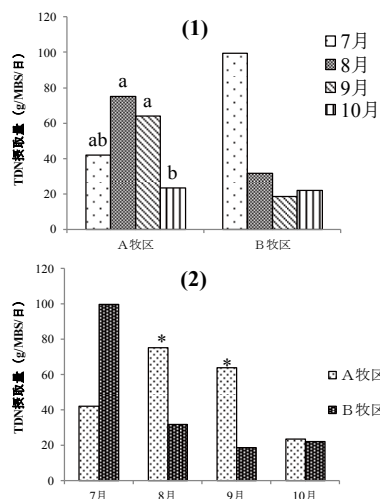 (1)
TDN摂取量（g/MBS/日）
120
100
80
60
40
20
0
ab
a
a
b
A牧区
B牧区
7月
8月
9月
10月
(2)
TDN摂取量（g/MBS/日）
120
100
80
60
40
20
0
*
*
7月
8月
9月
10月
A牧区
B牧区